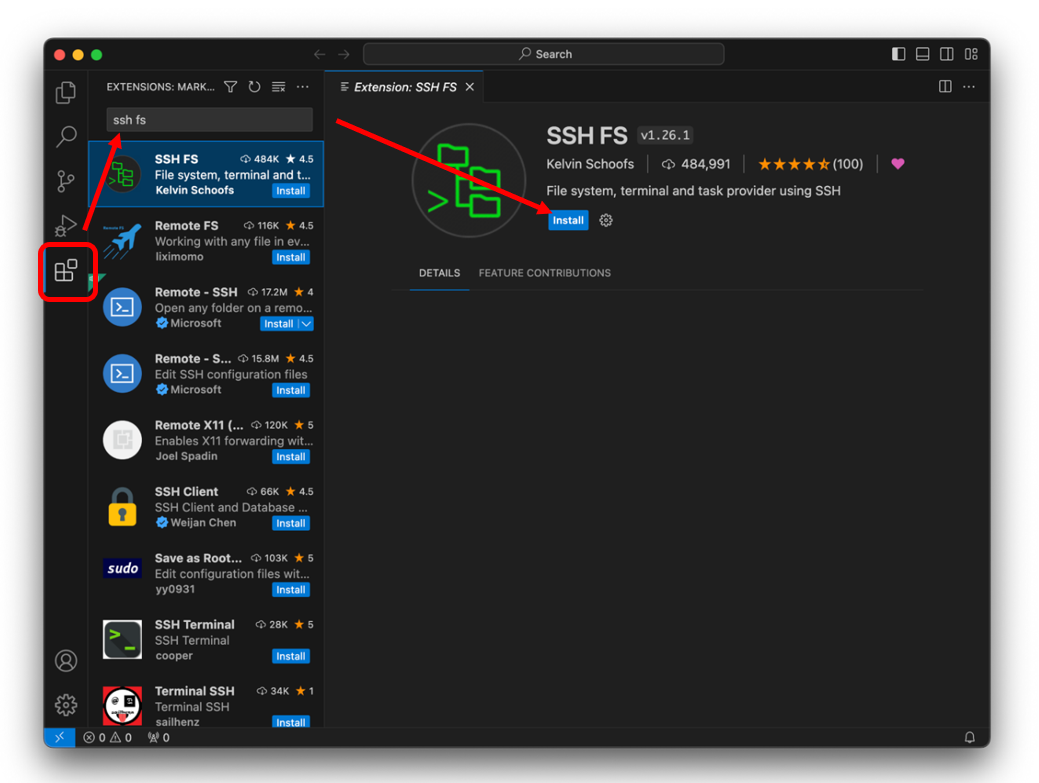 Search
EXTENSIONS: MARK...
Extension: SSH FS
ssh fs
SSH FS 484K 4.5
File system, terminal and t...
Kelvin Schoofs Install
Remote FS 116K 4.5
Working with any file in ev...
liximomo Install
Remote - SSH 17.2M 4
Open any folder on a remo...
Microsoft Install
Remote - S... 15.8M 4.5
Edit SSH configuration files
Microsoft Install
Remote X11 (... 120K 5
Enables X11 forwarding wit...
Joel Spadin Install
SSH Client 66K 4.5
SSH Client and Database ...
Weijan Chen Install
sudo
Save as Root... 103K 5
Edit configuration files wit...
yy0931 Install
SSH Terminal 28K 5
SSH Terminal
cooper Install
Terminal SSH 34K 1
Terminal SSH
sailhenz Install
SSH FS v1.26.1
Kelvin Schoofs 484,991 (100)
File system, terminal and task provider using SSH
Install
DETAILS FEATURE CONTRIBUTIONS
0 0 0